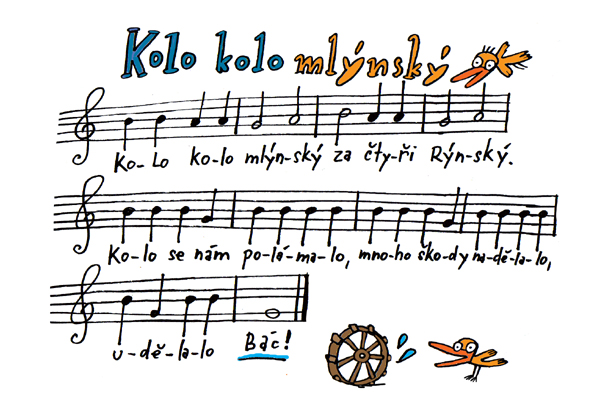 Kolo kolo mlýnský
Ko-Lo ko-lo mlýn-ský za čty-ři Rýn-ský.
Ko-lo se nám po-lá-ma-lo, mno-ho ško-dy na-dě-la-lo,
u-dě-la-lo Bác!